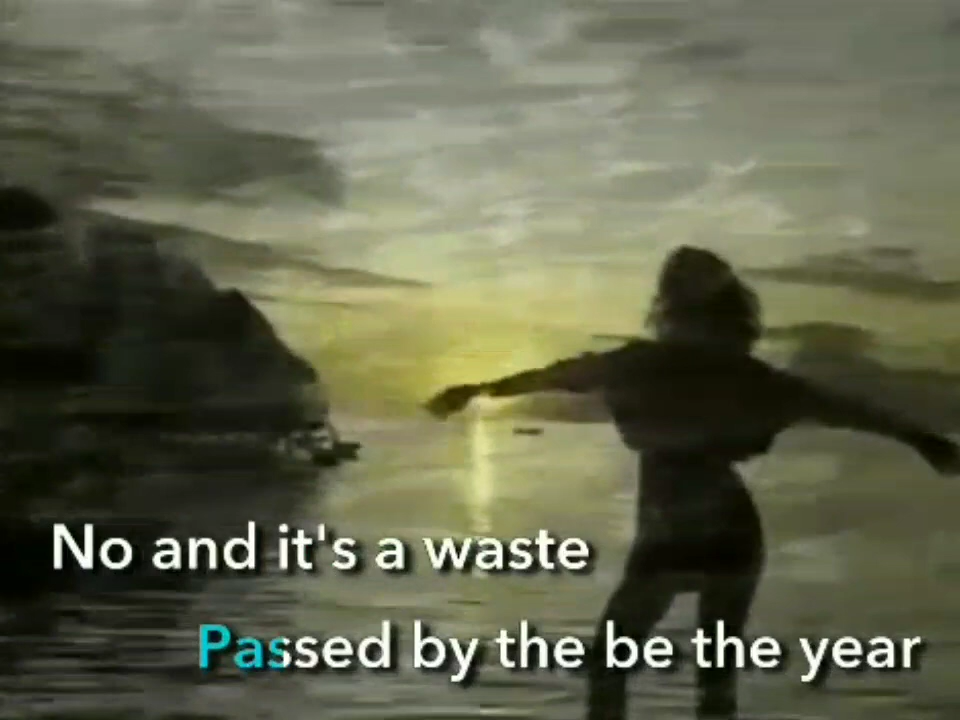 No and it's a waste
Passed by the be the year